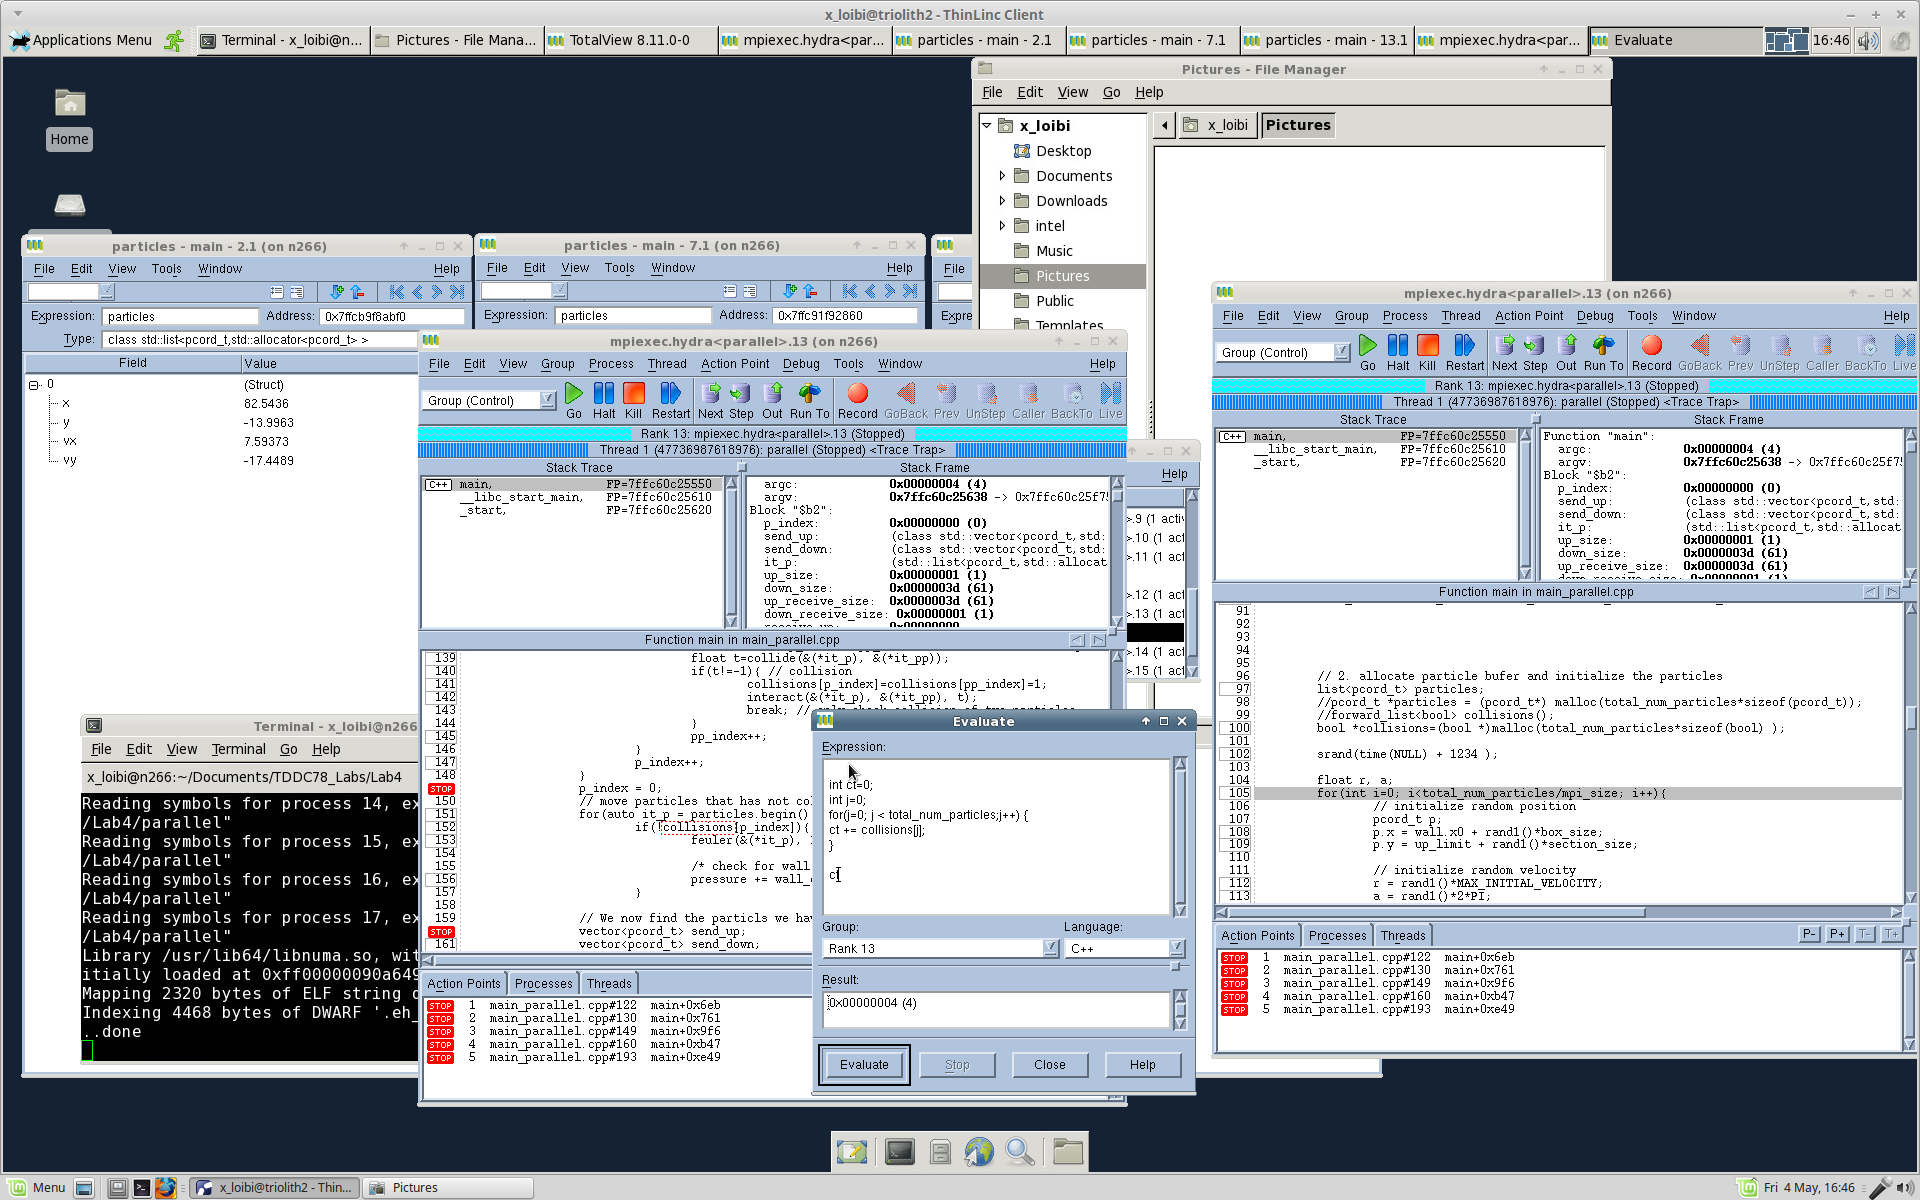 x_loibi@triolith2 - ThinLinc Client
Applications Menu
Terminal - x_loibi@n...
Pictures - File Mana...
TotalView 8.11.0-0
mpiexec.hydra<par...
particles - main - 2.1
particles - main - 7.1
particles - main - 13.1
mpiexec.hydra<par...
Evaluate
16:46
Home
Pictures - File Manager
File Edit View Go Help
x_loibi
Desktop
Documents
Downloads
intel
Music
Pictures
Public
Templates
x_loibi
Pictures
particles - main - 2.1 (on n266)
File Edit View Tools Window Help
Expression: particles Address: 0x7ffcb9f8abf0
Type: class std::list<pcord_t,std::allocator<pcord_t> >
Field Value
0 (Struct)
x 82.5436
y -13.9963
vx 7.59373
vy -17.4489
particles - main - 7.1 (on n266)
File Edit View Tools Window Help
Expression: particles Address: 0x7ffc91f92860
File
Expre
mpiexec.hydra<parallel>.13 (on n266)
File Edit View Group Process Thread Action Point Debug Tools Window Help
Group (Control)
Go Halt Kill Restart Next Step Out Run To Record GoBack Prev UnStep Caller BackTo Live
Rank 13: mpiexec.hydra<parallel>.13 (Stopped)
Thread 1 (47736987618976): parallel (Stopped) <Trace Trap>
Stack Trace
C++ main, FP=7ffc60c25550
__libc_start_main, FP=7ffc60c25610
_start, FP=7ffc60c25620
Stack Frame
argc: 0x00000004 (4)
argv: 0x7ffc60c25638 -> 0x7ffc60c25f7
Block "$b2":
p_index: 0x00000000 (0)
send_up: (class std::vector<pcord_t,std:
send_down: (class std::vector<pcord_t,std:
it_p: (std::list<pcord_t,std::allocat
up_size: 0x00000001 (1)
down_size: 0x0000003d (61)
up_receive_size: 0x0000003d (61)
down_receive_size: 0x00000001 (1)
Function main in main_parallel.cpp
139 float t=collide(&(*it_p), &(*it_pp));
140 if(t!=-1){ // collision
141 collisions[p_index]=collisions[pp_index]=1;
142 interact(&(*it_p), &(*it_pp), t);
143 break; //
144 }
145 pp_index++;
146 }
147 p_index++;
148 }
STOP p_index = 0;
150 // move particles that has not co
151 for(auto it_p = particles.begin()
152 if(!collisions[p_index]){
153 feuler(&(*it_p),
154
155 /* check for wall
156 pressure += wall_
157 }
158
159 // We now find the particls we ha
STOP vector<pcord_t> send_up;
161 vector<pcord_t> send_down;
Action Points Processes Threads
STOP 1 main_parallel.cpp#122 main+0x6eb
STOP 2 main_parallel.cpp#130 main+0x761
STOP 3 main_parallel.cpp#149 main+0x9f6
STOP 4 main_parallel.cpp#160 main+0xb47
STOP 5 main_parallel.cpp#193 main+0xe49
Help
>.9 (1 activ
>.10 (1 act
>.11 (1 act
>.12 (1 act
>.13 (1 act
>.14 (1 act
>.15 (1 act
Terminal - x_loibi@n266
File Edit View Terminal Go Help
x_loibi@n266:~/Documents/TDDC78_Labs/Lab4
Reading symbols for process 14, ex
/Lab4/parallel"
Reading symbols for process 15, ex
/Lab4/parallel"
Reading symbols for process 16, ex
/Lab4/parallel"
Reading symbols for process 17, ex
/Lab4/parallel"
Library /usr/lib64/libnuma.so, wit
itially loaded at 0xff00000090a649
Mapping 2320 bytes of ELF string d
Indexing 4468 bytes of DWARF '.eh_
..done
Evaluate
Expression:
int ct=0;
int j=0;
for(j=0; j < total_num_particles;j++) {
ct += collisions[j];
}
ct
Group: Language:
Rank 13 C++
Result:
0x00000004 (4)
Evaluate Stop Close Help
mpiexec.hydra<parallel>.13 (on n266)
File Edit View Group Process Thread Action Point Debug Tools Window Help
Group (Control)
Go Halt Kill Restart Next Step Out Run To Record GoBack Prev UnStep Caller BackTo Live
Rank 13: mpiexec.hydra<parallel>.13 (Stopped)
Thread 1 (47736987618976): parallel (Stopped) <Trace Trap>
Stack Trace
C++ main, FP=7ffc60c25550
__libc_start_main, FP=7ffc60c25610
_start, FP=7ffc60c25620
Stack Frame
Function "main":
argc: 0x00000004 (4)
argv: 0x7ffc60c25638 -> 0x7ffc60c25f7
Block "$b2":
p_index: 0x00000000 (0)
send_up: (class std::vector<pcord_t,std:
send_down: (class std::vector<pcord_t,std:
it_p: (std::list<pcord_t,std::allocat
up_size: 0x00000001 (1)
down_size: 0x0000003d (61)
up_receive_size: 0x0000003d (61)
down_receive_size: 0x00000001 (1)
Function main in main_parallel.cpp
91
92
93
94
95
96 // 2. allocate particle bufer and initialize the particles
97 list<pcord_t> particles;
98 //pcord_t *particles = (pcord_t*) malloc(total_num_particles*sizeof(pcord_t));
99 //forward_list<bool> collisions();
100 bool *collisions=(bool *)malloc(total_num_particles*sizeof(bool) );
101
102 srand(time(NULL) + 1234 );
103
104 float r, a;
105 for(int i=0; i<total_num_particles/mpi_size; i++){
106 // initialize random position
107 pcord_t p;
108 p.x = wall.x0 + rand1()*box_size;
109 p.y = up_limit + rand1()*section_size;
110
111 // initialize random velocity
112 r = rand1()*MAX_INITIAL_VELOCITY;
113 a = rand1()*2*PI;
Action Points Processes Threads P- P+ T- T+
STOP 1 main_parallel.cpp#122 main+0x6eb
STOP 2 main_parallel.cpp#130 main+0x761
STOP 3 main_parallel.cpp#149 main+0x9f6
STOP 4 main_parallel.cpp#160 main+0xb47
STOP 5 main_parallel.cpp#193 main+0xe49
Menu
x_loibi@triolith2 - Thin...
Pictures
Fri 4 May, 16:46